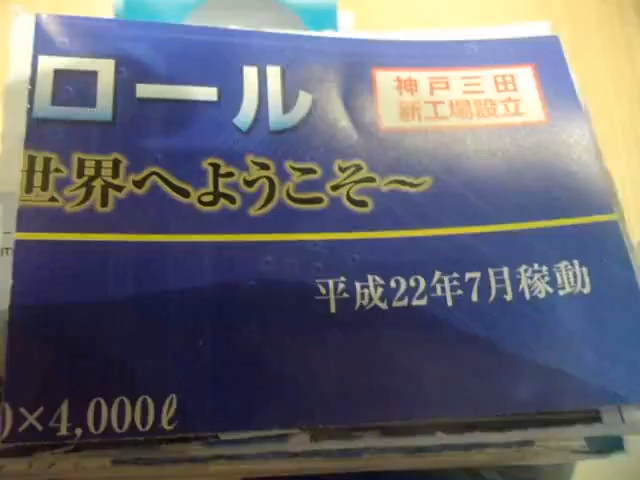 ロール
神戸三田
新工場設立
世界へようこそ〜
平成22年7月稼動
)×4,000ℓ